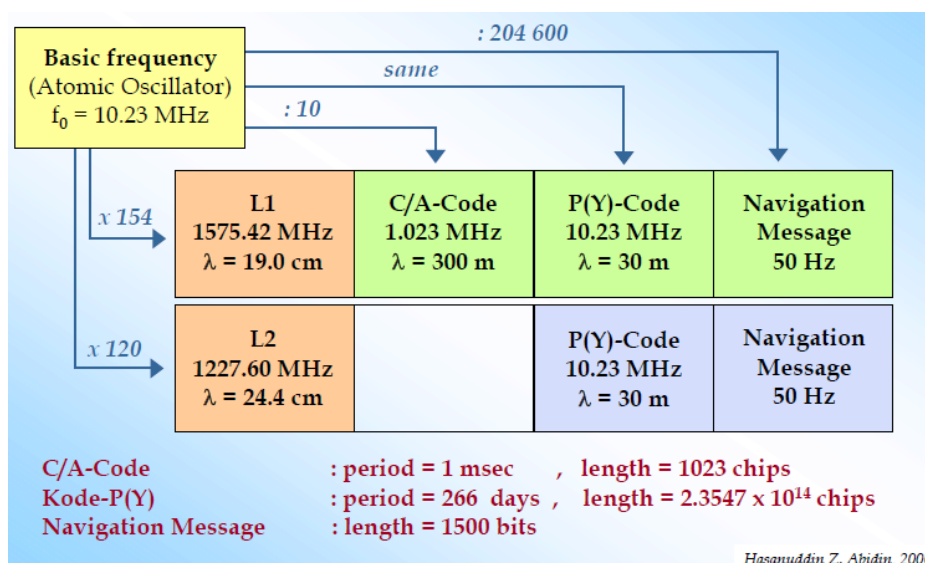 Basic frequency
(Atomic Oscillator)
f₀ = 10.23 MHz
: 204 600
same
: 10
x 154
L1
1575.42 MHz
λ = 19.0 cm
C/A-Code
1.023 MHz
λ = 300 m
P(Y)-Code
10.23 MHz
λ = 30 m
Navigation
Message
50 Hz
x 120
L2
1227.60 MHz
λ = 24.4 cm
P(Y)-Code
10.23 MHz
λ = 30 m
Navigation
Message
50 Hz
C/A-Code : period = 1 msec , length = 1023 chips
Kode-P(Y) : period = 266 days , length = 2.3547 x 10¹⁴ chips
Navigation Message : length = 1500 bits
Hasanuddin Z. Abidin,